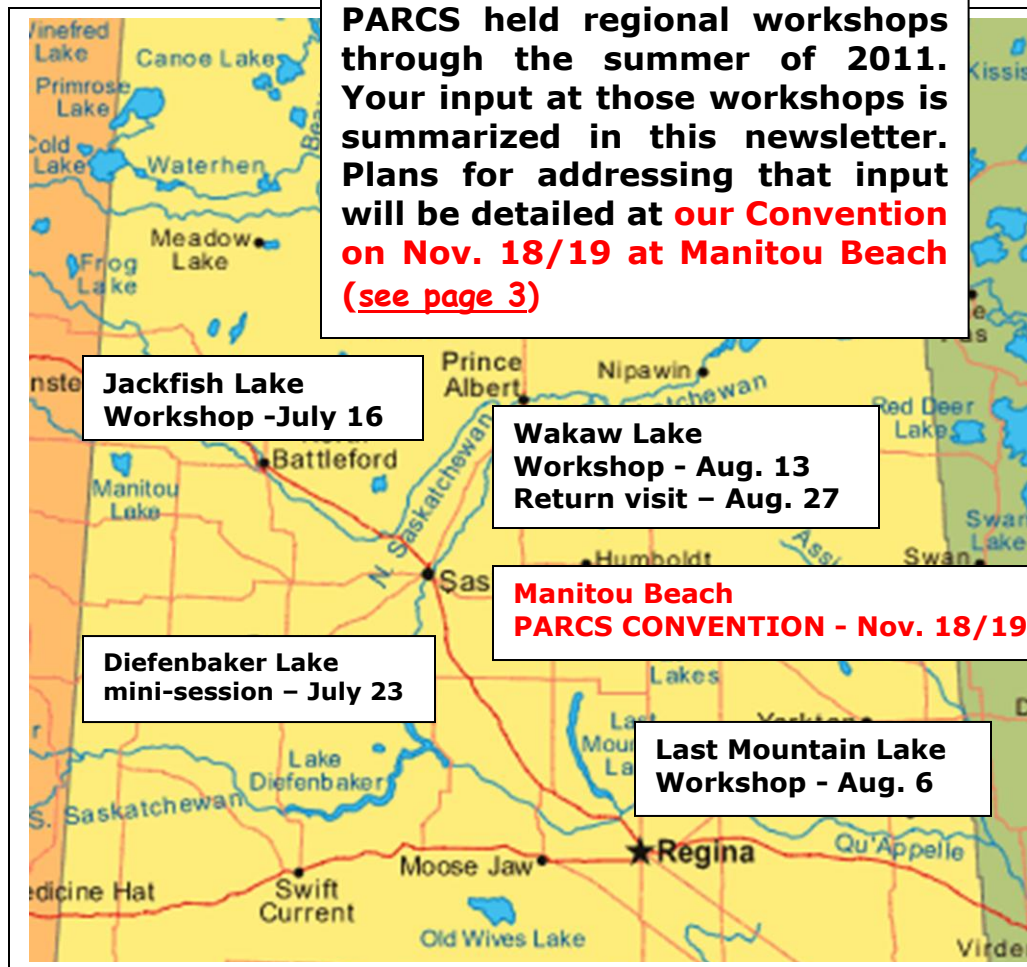 PARCS held regional workshops
through the summer of 2011.
Your input at those workshops is
summarized in this newsletter.
Plans for addressing that input
will be detailed at our Convention
on Nov. 18/19 at Manitou Beach
(see page 3)
Lake
Canoe Lake
Primrose
Lake
Lake
Waterhen
Meadow
Lake
Frog
Lake
Jackfish Lake
Workshop -July 16
Prince
Albert
Nipawin
Red Deer
Lake
Battleford
Manitou
Lake
N. Saskatchewan
Wakaw Lake
Workshop - Aug. 13
Return visit – Aug. 27
Humboldt
Swan
Lake
Swan
Manitou Beach
PARCS CONVENTION - Nov. 18/19
Diefenbaker Lake
mini-session – July 23
Lakes
Last Mountain Lake
Workshop - Aug. 6
Lake
Diefenbaker
S. Saskatchewan
Moose Jaw
Regina
Qu'Appelle
Hat
Swift
Current
Old Wives Lake